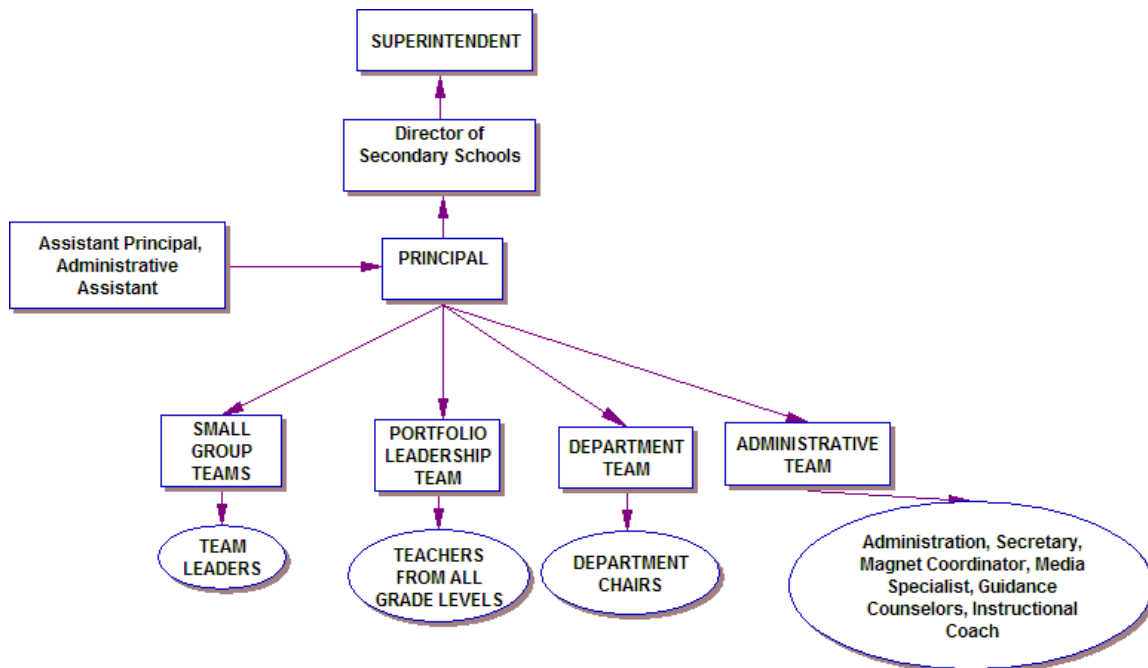 SUPERINTENDENT
Director of
Secondary Schools
Assistant Principal,
Administrative
Assistant
PRINCIPAL
SMALL
GROUP
TEAMS
PORTFOLIO
LEADERSHIP
TEAM
DEPARTMENT
TEAM
ADMINISTRATIVE
TEAM
TEAM
LEADERS
TEACHERS
FROM ALL
GRADE LEVELS
DEPARTMENT
CHAIRS
Administration, Secretary,
Magnet Coordinator, Media
Specialist, Guidance
Counselors, Instructional
Coach